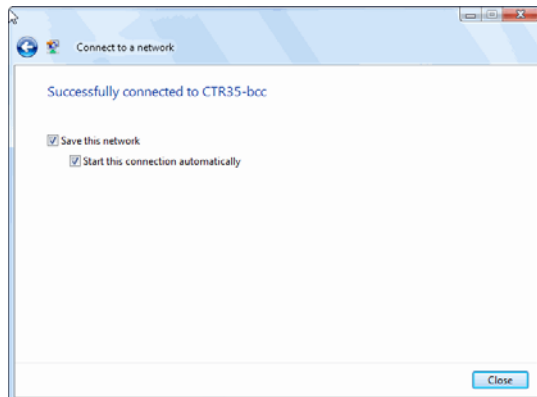 Connect to a network
Successfully connected to CTR35-bcc
Save this network
Start this connection automatically
Close